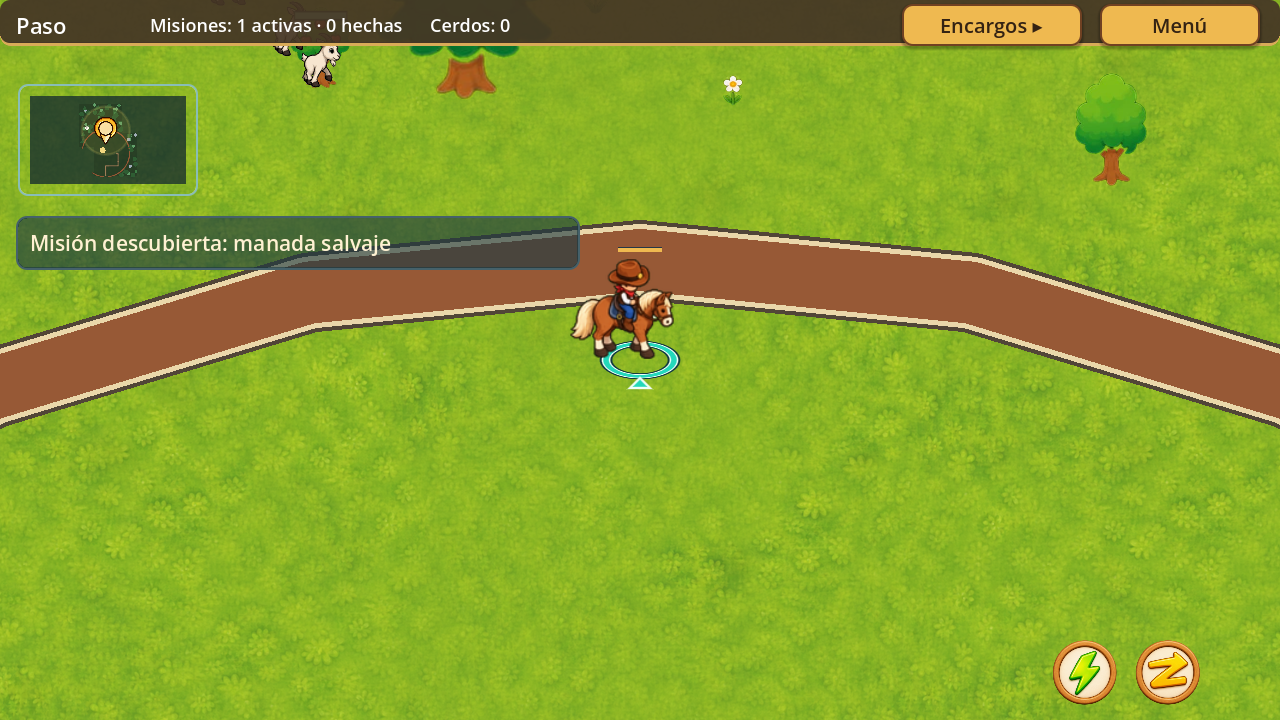 Paso
Misiones: 1 activas · 0 hechas
Cerdos: 0
Encargos ▸
Menú
Misión descubierta: manada salvaje